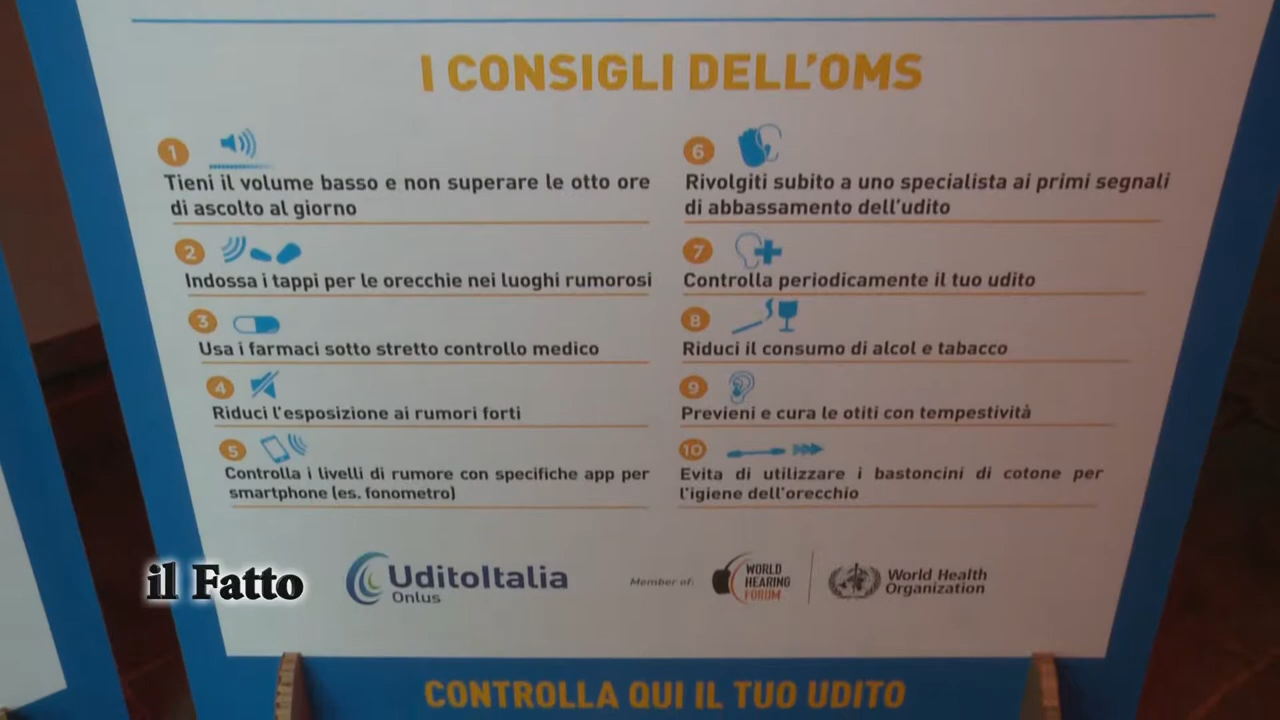 I CONSIGLI DELL'OMS
1
Tieni il volume basso e non superare le otto ore
di ascolto al giorno
2
Indossa i tappi per le orecchie nei luoghi rumorosi
3
Usa i farmaci sotto stretto controllo medico
4
Riduci l'esposizione ai rumori forti
5
Controlla i livelli di rumore con specifiche app per
smartphone (es. fonometro)
6
Rivolgiti subito a uno specialista ai primi segnali
di abbassamento dell'udito
7
Controlla periodicamente il tuo udito
8
Riduci il consumo di alcol e tabacco
9
Previeni e cura le otiti con tempestività
10
Evita di utilizzare i bastoncini di cotone per
l'igiene dell'orecchio
il Fatto
UditoItalia
Onlus
Member of:
WORLD
HEARING
FORUM
World Health
Organization
CONTROLLA QUI IL TUO UDITO